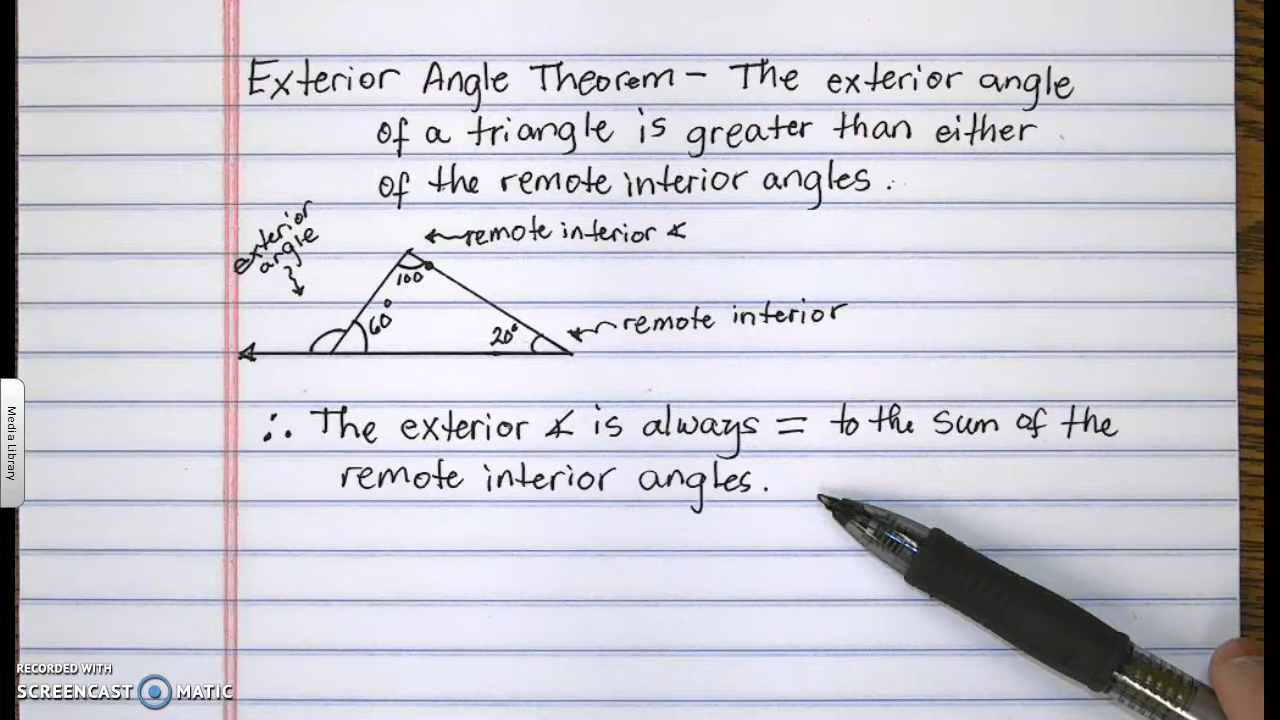 Exterior Angle Theorem - The exterior angle
of a triangle is greater than either
of the remote interior angles.
exterior
angle
remote interior ∡
100°
60°
20°
remote interior
∴ The exterior ∡ is always = to the sum of the
remote interior angles.
Media Library
RECORDED WITH
SCREENCAST MATIC